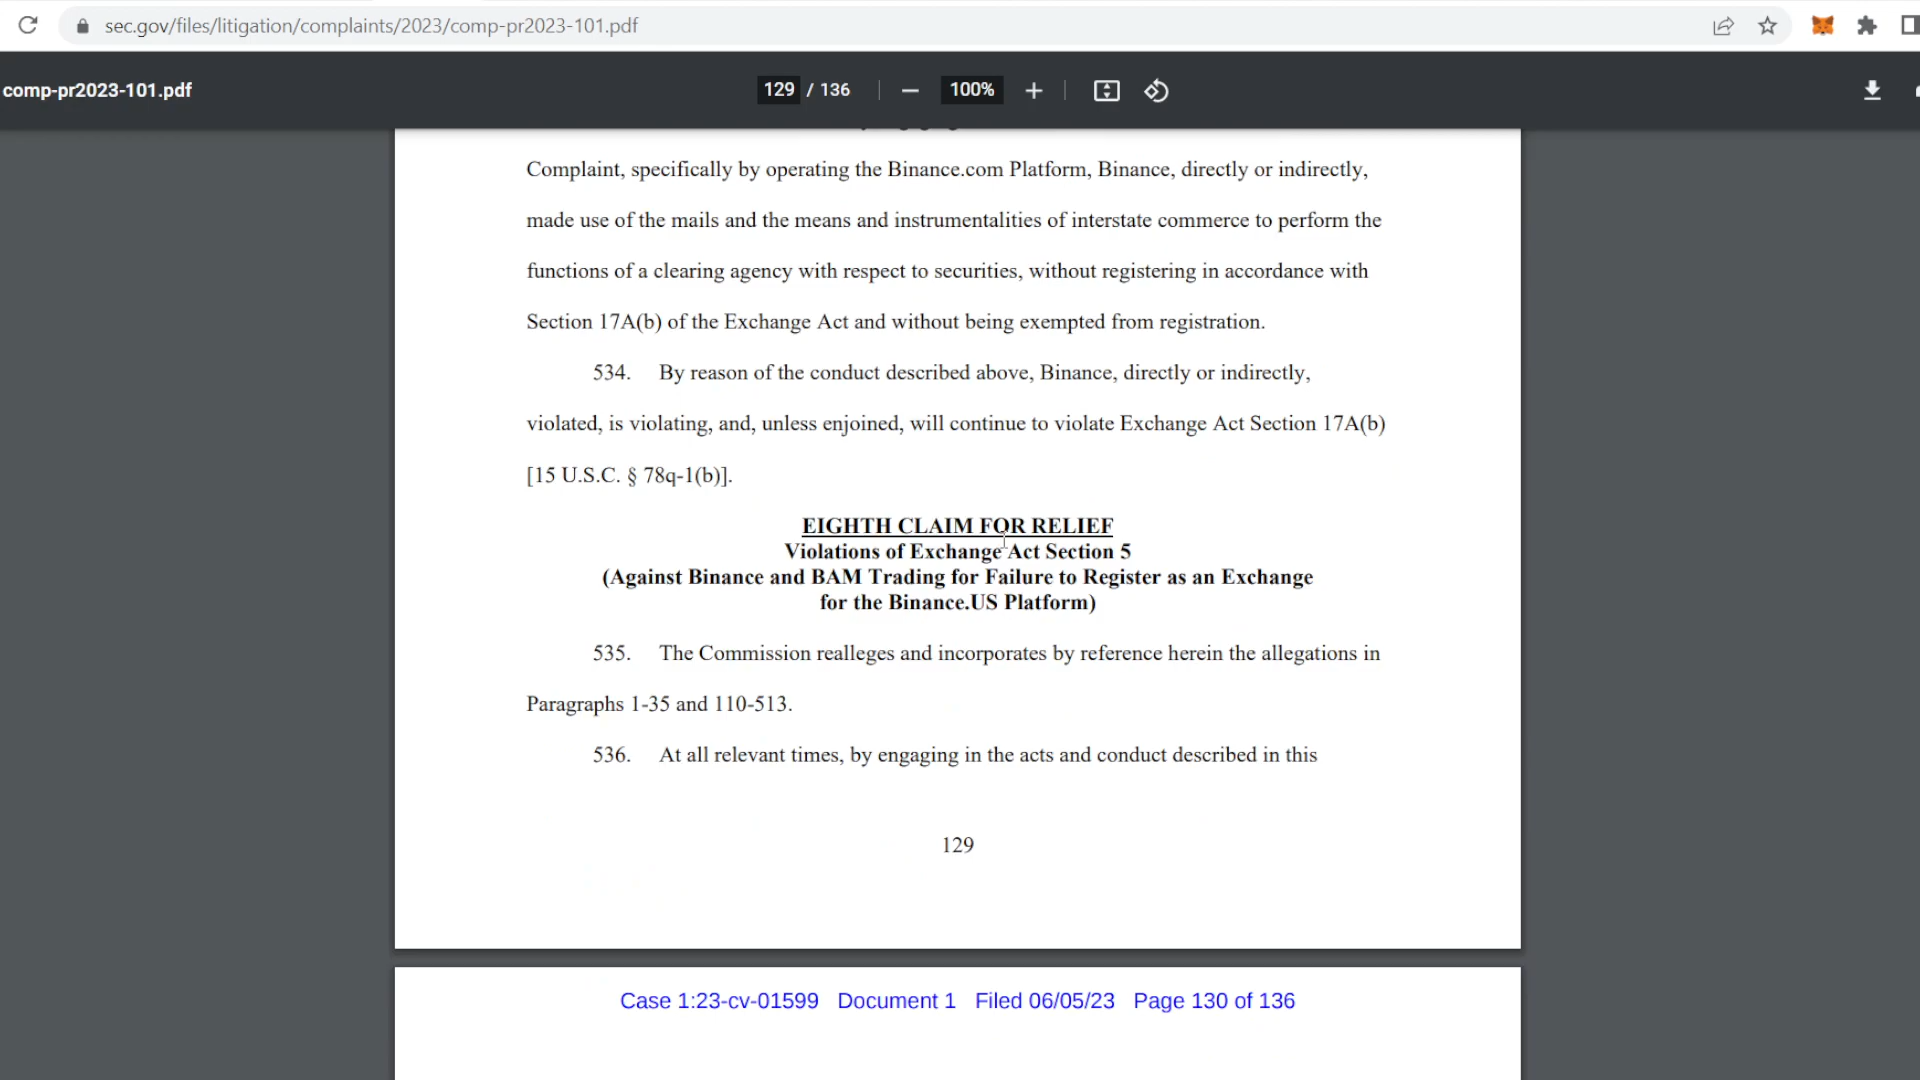 sec.gov/files/litigation/complaints/2023/comp-pr2023-101.pdf
comp-pr2023-101.pdf
129 / 136
100%
Complaint, specifically by operating the Binance.com Platform, Binance, directly or indirectly,
made use of the mails and the means and instrumentalities of interstate commerce to perform the
functions of a clearing agency with respect to securities, without registering in accordance with
Section 17A(b) of the Exchange Act and without being exempted from registration.
534. By reason of the conduct described above, Binance, directly or indirectly,
violated, is violating, and, unless enjoined, will continue to violate Exchange Act Section 17A(b)
[15 U.S.C. § 78q-1(b)].
EIGHTH CLAIM FOR RELIEF
Violations of Exchange Act Section 5
(Against Binance and BAM Trading for Failure to Register as an Exchange
for the Binance.US Platform)
535. The Commission realleges and incorporates by reference herein the allegations in
Paragraphs 1-35 and 110-513.
536. At all relevant times, by engaging in the acts and conduct described in this
129
Case 1:23-cv-01599 Document 1 Filed 06/05/23 Page 130 of 136